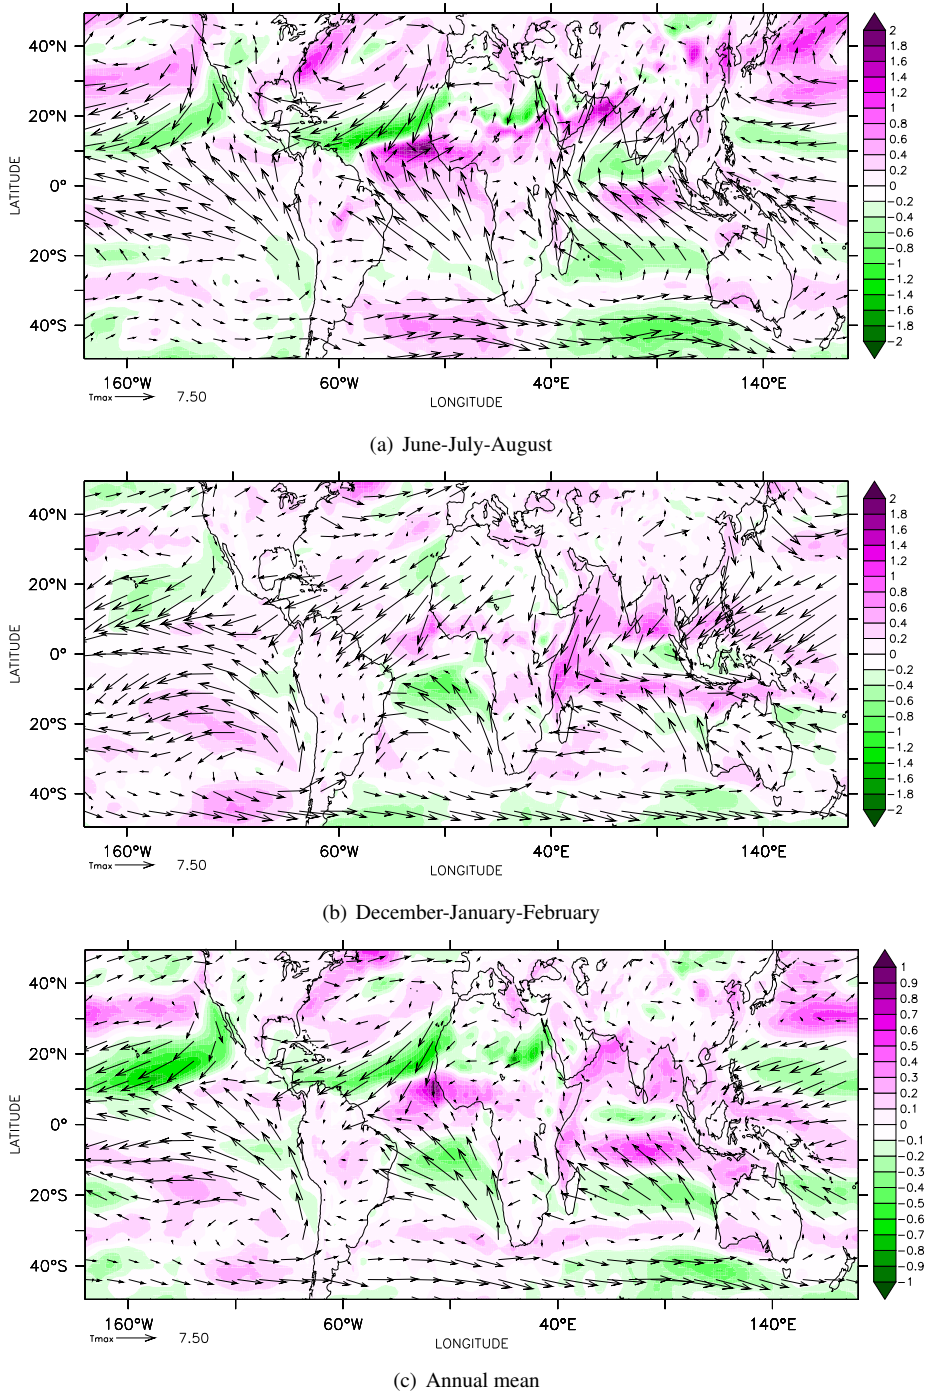 40°N
20°N
0°
20°S
40°S
LATITUDE
160°W 60°W 40°E 140°E
LONGITUDE
Tmax 7.50
2
1.8
1.6
1.4
1.2
1
0.8
0.6
0.4
0.2
0
−0.2
−0.4
−0.6
−0.8
−1
−1.2
−1.4
−1.6
−1.8
−2
(a) June-July-August
40°N
20°N
0°
20°S
40°S
LATITUDE
160°W 60°W 40°E 140°E
LONGITUDE
Tmax 7.50
2
1.8
1.6
1.4
1.2
1
0.8
0.6
0.4
0.2
0
−0.2
−0.4
−0.6
−0.8
−1
−1.2
−1.4
−1.6
−1.8
−2
(b) December-January-February
40°N
20°N
0°
20°S
40°S
LATITUDE
160°W 60°W 40°E 140°E
LONGITUDE
Tmax 7.50
1
0.9
0.8
0.7
0.6
0.5
0.4
0.3
0.2
0.1
0
−0.1
−0.2
−0.3
−0.4
−0.5
−0.6
−0.7
−0.8
−0.9
−1
(c) Annual mean